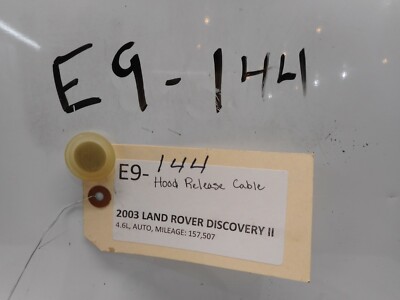 E9-144
E9-144
Hood Release Cable
2003 LAND ROVER DISCOVERY II
4.6L, AUTO, MILEAGE: 157,507